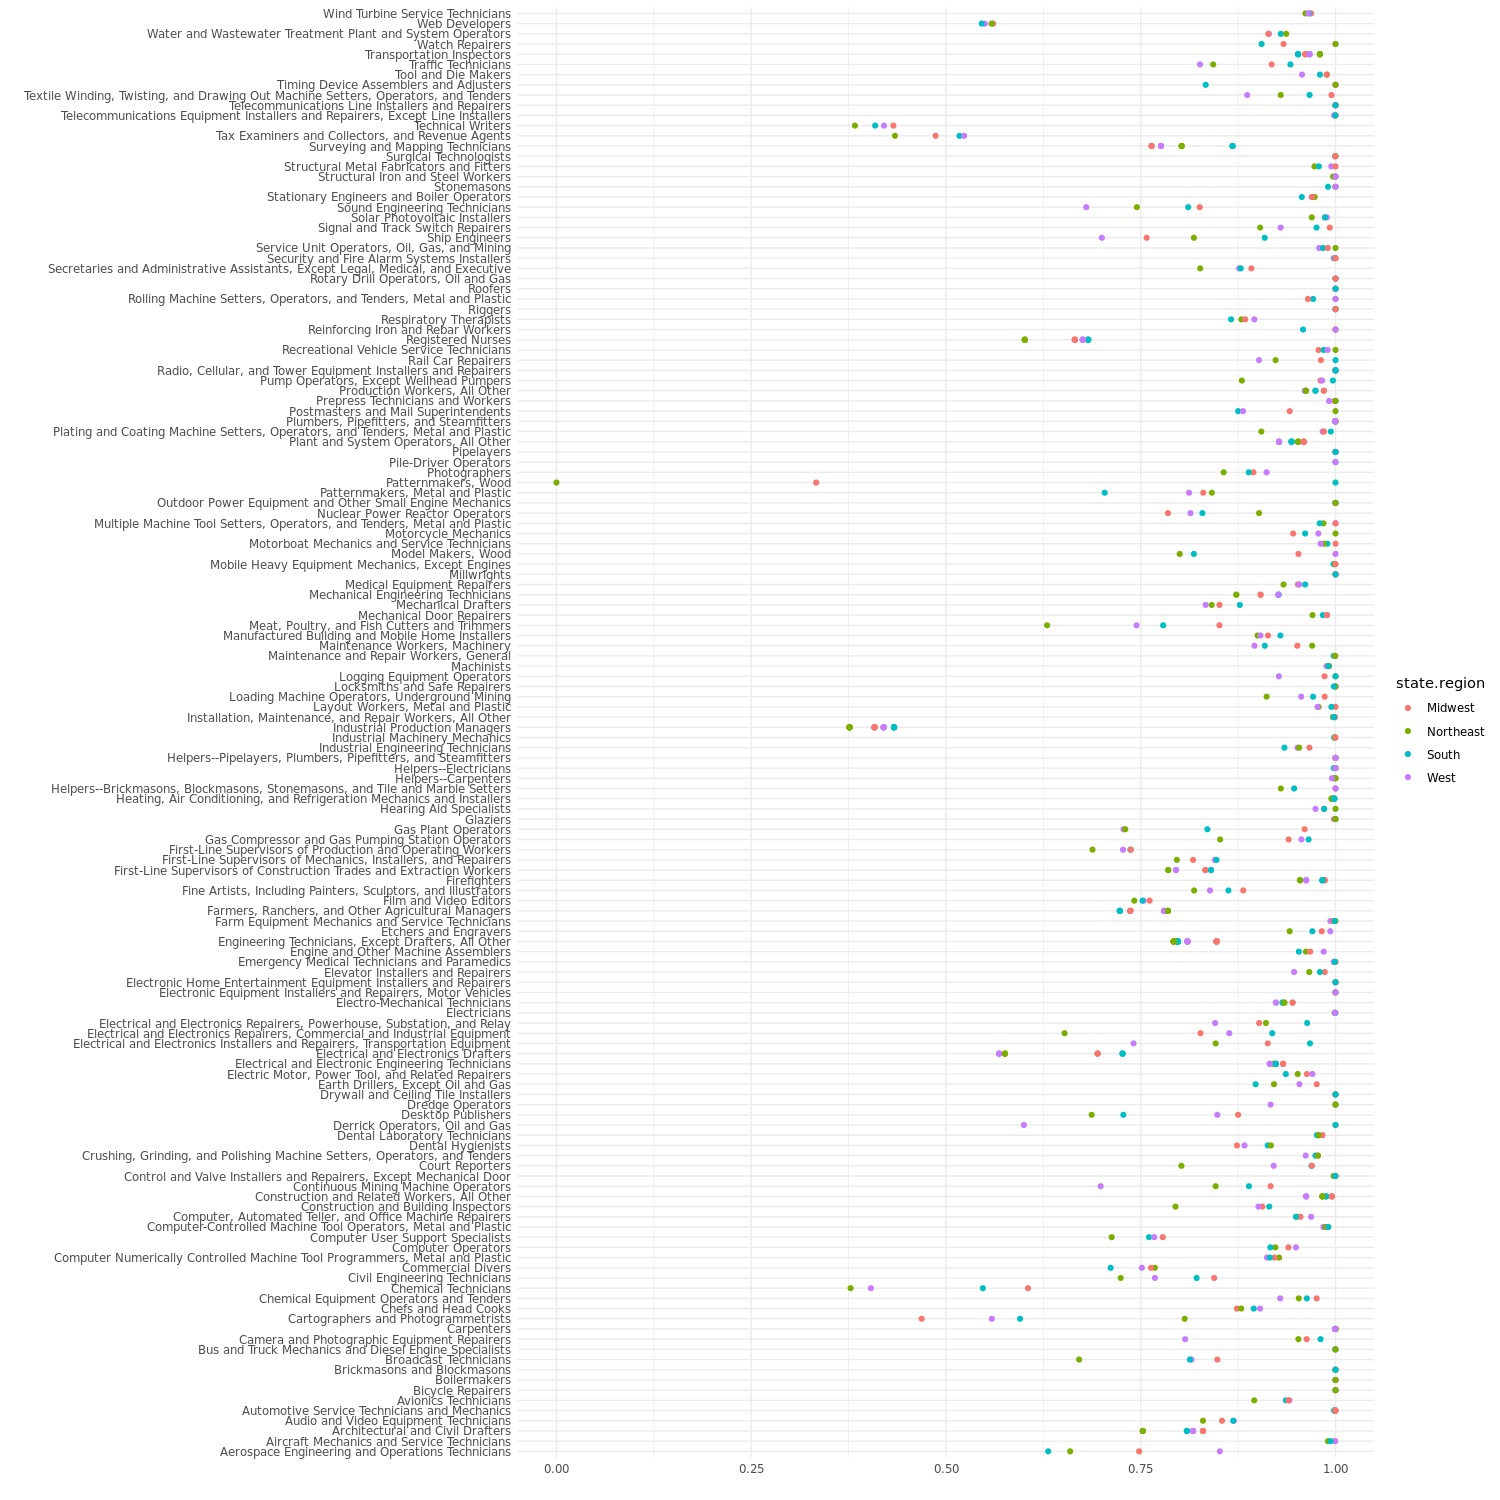 Wind Turbine Service Technicians
Web Developers
Water and Wastewater Treatment Plant and System Operators
Watch Repairers
Transportation Inspectors
Traffic Technicians
Tool and Die Makers
Timing Device Assemblers and Adjusters
Textile Winding, Twisting, and Drawing Out Machine Setters, Operators, and Tenders
Telecommunications Line Installers and Repairers
Telecommunications Equipment Installers and Repairers, Except Line Installers
Technical Writers
Tax Examiners and Collectors, and Revenue Agents
Surveying and Mapping Technicians
Surgical Technologists
Structural Metal Fabricators and Fitters
Structural Iron and Steel Workers
Stonemasons
Stationary Engineers and Boiler Operators
Sound Engineering Technicians
Solar Photovoltaic Installers
Signal and Track Switch Repairers
Ship Engineers
Service Unit Operators, Oil, Gas, and Mining
Security and Fire Alarm Systems Installers
Secretaries and Administrative Assistants, Except Legal, Medical, and Executive
Rotary Drill Operators, Oil and Gas
Roofers
Rolling Machine Setters, Operators, and Tenders, Metal and Plastic
Riggers
Respiratory Therapists
Reinforcing Iron and Rebar Workers
Registered Nurses
Recreational Vehicle Service Technicians
Rail Car Repairers
Radio, Cellular, and Tower Equipment Installers and Repairers
Pump Operators, Except Wellhead Pumpers
Production Workers, All Other
Prepress Technicians and Workers
Postmasters and Mail Superintendents
Plumbers, Pipefitters, and Steamfitters
Plating and Coating Machine Setters, Operators, and Tenders, Metal and Plastic
Plant and System Operators, All Other
Pipelayers
Pile-Driver Operators
Photographers
Patternmakers, Wood
Patternmakers, Metal and Plastic
Outdoor Power Equipment and Other Small Engine Mechanics
Nuclear Power Reactor Operators
Multiple Machine Tool Setters, Operators, and Tenders, Metal and Plastic
Motorcycle Mechanics
Motorboat Mechanics and Service Technicians
Model Makers, Wood
Mobile Heavy Equipment Mechanics, Except Engines
Millwrights
Medical Equipment Repairers
Mechanical Engineering Technicians
Mechanical Drafters
Mechanical Door Repairers
Meat, Poultry, and Fish Cutters and Trimmers
Manufactured Building and Mobile Home Installers
Maintenance Workers, Machinery
Maintenance and Repair Workers, General
Machinists
Logging Equipment Operators
Locksmiths and Safe Repairers
Loading Machine Operators, Underground Mining
Layout Workers, Metal and Plastic
Installation, Maintenance, and Repair Workers, All Other
Industrial Production Managers
Industrial Machinery Mechanics
Industrial Engineering Technicians
Helpers--Pipelayers, Plumbers, Pipefitters, and Steamfitters
Helpers--Electricians
Helpers--Carpenters
Helpers--Brickmasons, Blockmasons, Stonemasons, and Tile and Marble Setters
Heating, Air Conditioning, and Refrigeration Mechanics and Installers
Hearing Aid Specialists
Glaziers
Gas Plant Operators
Gas Compressor and Gas Pumping Station Operators
First-Line Supervisors of Production and Operating Workers
First-Line Supervisors of Mechanics, Installers, and Repairers
First-Line Supervisors of Construction Trades and Extraction Workers
Firefighters
Fine Artists, Including Painters, Sculptors, and Illustrators
Film and Video Editors
Farmers, Ranchers, and Other Agricultural Managers
Farm Equipment Mechanics and Service Technicians
Etchers and Engravers
Engineering Technicians, Except Drafters, All Other
Engine and Other Machine Assemblers
Emergency Medical Technicians and Paramedics
Elevator Installers and Repairers
Electronic Home Entertainment Equipment Installers and Repairers
Electronic Equipment Installers and Repairers, Motor Vehicles
Electro-Mechanical Technicians
Electricians
Electrical and Electronics Repairers, Powerhouse, Substation, and Relay
Electrical and Electronics Repairers, Commercial and Industrial Equipment
Electrical and Electronics Installers and Repairers, Transportation Equipment
Electrical and Electronics Drafters
Electrical and Electronic Engineering Technicians
Electric Motor, Power Tool, and Related Repairers
Earth Drillers, Except Oil and Gas
Drywall and Ceiling Tile Installers
Dredge Operators
Desktop Publishers
Derrick Operators, Oil and Gas
Dental Laboratory Technicians
Dental Hygienists
Crushing, Grinding, and Polishing Machine Setters, Operators, and Tenders
Court Reporters
Control and Valve Installers and Repairers, Except Mechanical Door
Continuous Mining Machine Operators
Construction and Related Workers, All Other
Construction and Building Inspectors
Computer, Automated Teller, and Office Machine Repairers
Computer-Controlled Machine Tool Operators, Metal and Plastic
Computer User Support Specialists
Computer Operators
Computer Numerically Controlled Machine Tool Programmers, Metal and Plastic
Commercial Divers
Civil Engineering Technicians
Chemical Technicians
Chemical Equipment Operators and Tenders
Chefs and Head Cooks
Cartographers and Photogrammetrists
Carpenters
Camera and Photographic Equipment Repairers
Bus and Truck Mechanics and Diesel Engine Specialists
Broadcast Technicians
Brickmasons and Blockmasons
Boilermakers
Bicycle Repairers
Avionics Technicians
Automotive Service Technicians and Mechanics
Audio and Video Equipment Technicians
Architectural and Civil Drafters
Aircraft Mechanics and Service Technicians
Aerospace Engineering and Operations Technicians
0.00 0.25 0.50 0.75 1.00
state.region
Midwest
Northeast
South
West